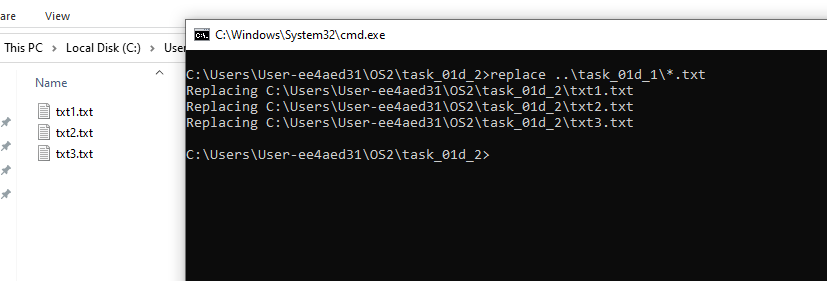 are
View
This PC > Local Disk (C:) > User
Name
txt1.txt
txt2.txt
txt3.txt
C:\Windows\System32\cmd.exe
C:\Users\User-ee4aed31\OS2\task_01d_2>replace ..\task_01d_1\*.txt
Replacing C:\Users\User-ee4aed31\OS2\task_01d_2\txt1.txt
Replacing C:\Users\User-ee4aed31\OS2\task_01d_2\txt2.txt
Replacing C:\Users\User-ee4aed31\OS2\task_01d_2\txt3.txt
C:\Users\User-ee4aed31\OS2\task_01d_2>